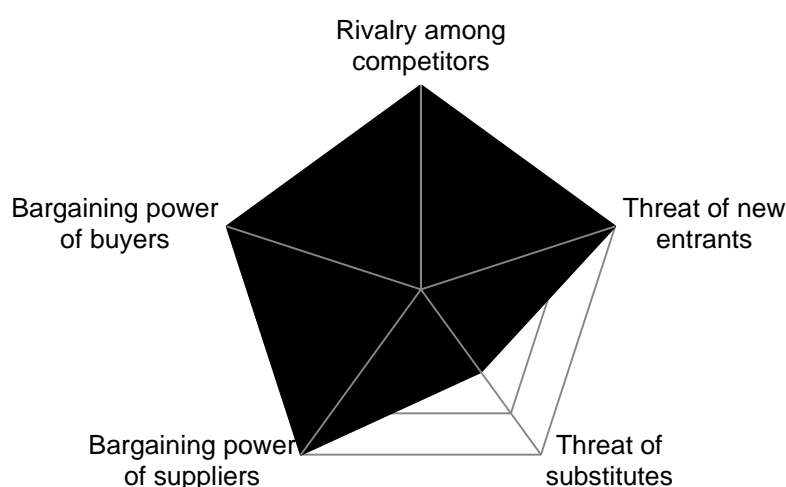 Rivalry among
competitors
Bargaining power
of buyers
Threat of new
entrants
Bargaining power
of suppliers
Threat of
substitutes